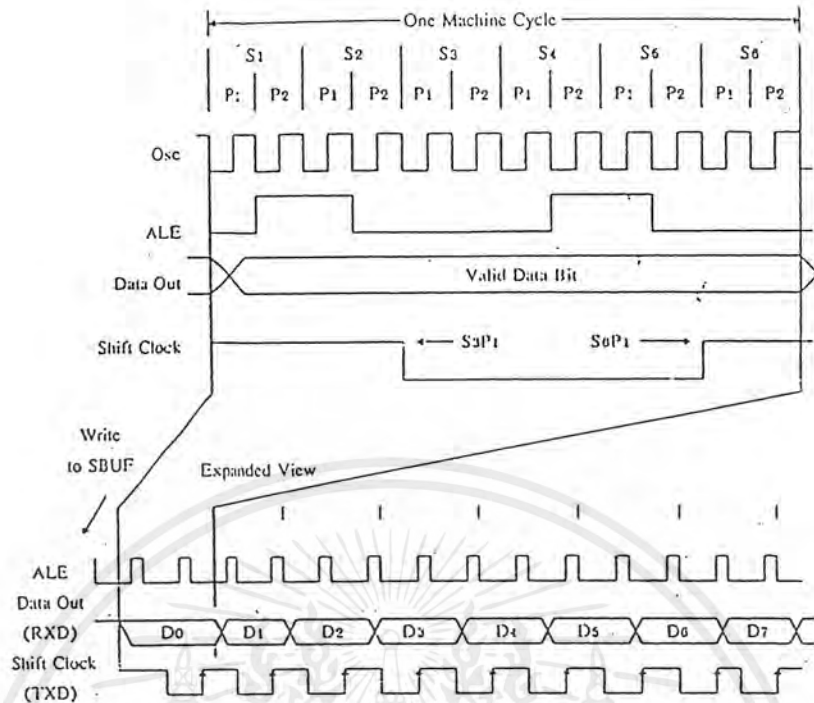 One Machine Cycle
S1 S2 S3 S4 S5 S6
P1 P2 P1 P2 P1 P2 P1 P2 P1 P2 P1 P2
Osc
ALE
Data Out Valid Data Bit
Shift Clock S3P1 S6P1
Write
to SBUF Expanded View
ALE
Data Out
(RXD) D0 D1 D2 D3 D4 D5 D6 D7
Shift Clock
(TXD)